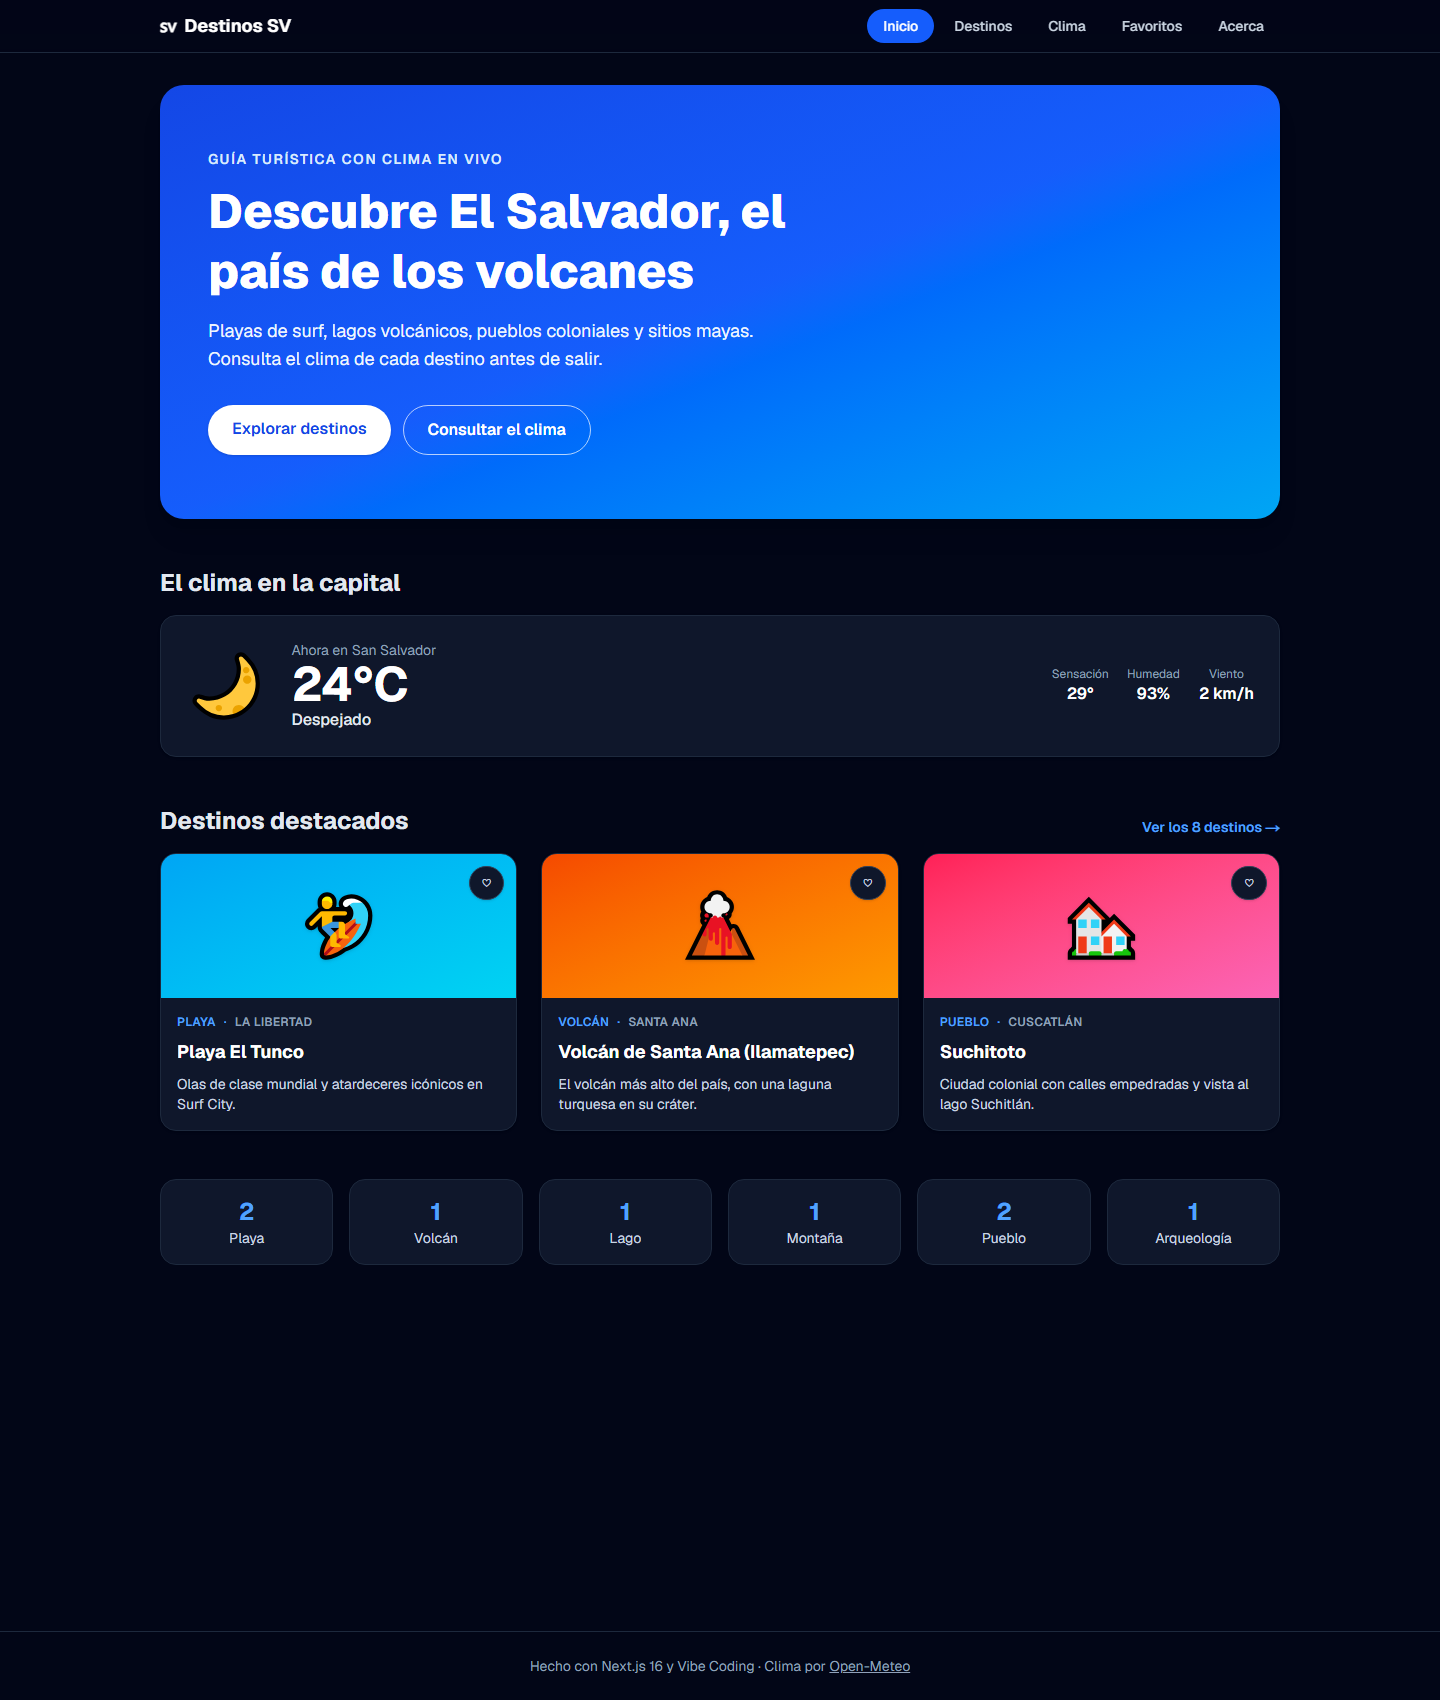 SV Destinos SV
Inicio
Destinos
Clima
Favoritos
Acerca
GUÍA TURÍSTICA CON CLIMA EN VIVO
Descubre El Salvador, el
país de los volcanes
Playas de surf, lagos volcánicos, pueblos coloniales y sitios mayas.
Consulta el clima de cada destino antes de salir.
Explorar destinos
Consultar el clima
El clima en la capital
Ahora en San Salvador
24°C
Despejado
Sensación
29°
Humedad
93%
Viento
2 km/h
Destinos destacados
Ver los 8 destinos →
PLAYA · LA LIBERTAD
Playa El Tunco
Olas de clase mundial y atardeceres icónicos en
Surf City.
VOLCÁN · SANTA ANA
Volcán de Santa Ana (Ilamatepec)
El volcán más alto del país, con una laguna
turquesa en su cráter.
PUEBLO · CUSCATLÁN
Suchitoto
Ciudad colonial con calles empedradas y vista al
lago Suchitlán.
2
Playa
1
Volcán
1
Lago
1
Montaña
2
Pueblo
1
Arqueología
Hecho con Next.js 16 y Vibe Coding · Clima por Open-Meteo